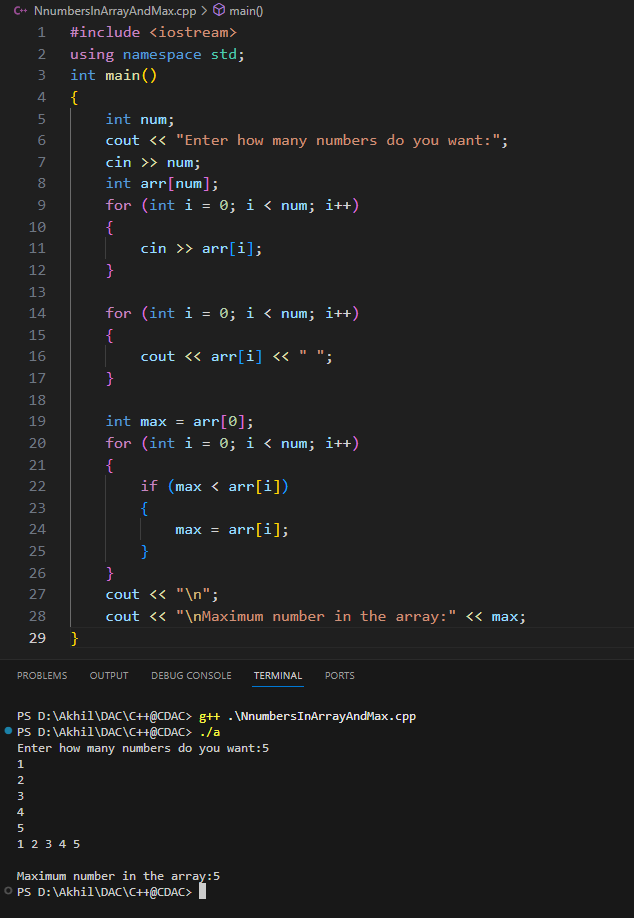 C++ NnumbersInArrayAndMax.cpp > main()
1 #include <iostream>
2 using namespace std;
3 int main()
4 {
5     int num;
6     cout << "Enter how many numbers do you want:";
7     cin >> num;
8     int arr[num];
9     for (int i = 0; i < num; i++)
10     {
11         cin >> arr[i];
12     }
13
14     for (int i = 0; i < num; i++)
15     {
16         cout << arr[i] << " ";
17     }
18
19     int max = arr[0];
20     for (int i = 0; i < num; i++)
21     {
22         if (max < arr[i])
23         {
24             max = arr[i];
25         }
26     }
27     cout << "\n";
28     cout << "\nMaximum number in the array:" << max;
29 }
PROBLEMS OUTPUT DEBUG CONSOLE TERMINAL PORTS
PS D:\Akhil\DAC\C++@CDAC> g++ .\NnumbersInArrayAndMax.cpp
PS D:\Akhil\DAC\C++@CDAC> ./a
Enter how many numbers do you want:5
1
2
3
4
5
1 2 3 4 5
Maximum number in the array:5
PS D:\Akhil\DAC\C++@CDAC>